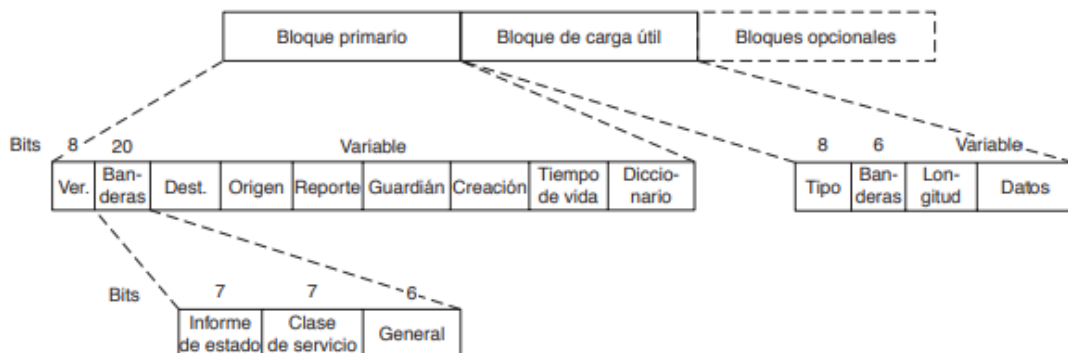 Bloque primario Bloque de carga útil Bloques opcionales
Bits 8 20 Variable 8 6 Variable
Ver. Ban-
deras Dest. Origen Reporte Guardián Creación Tiempo
de vida Diccio-
nario Tipo Ban-
deras Lon-
gitud Datos
Bits 7 7 6
Informe
de estado Clase
de servicio General